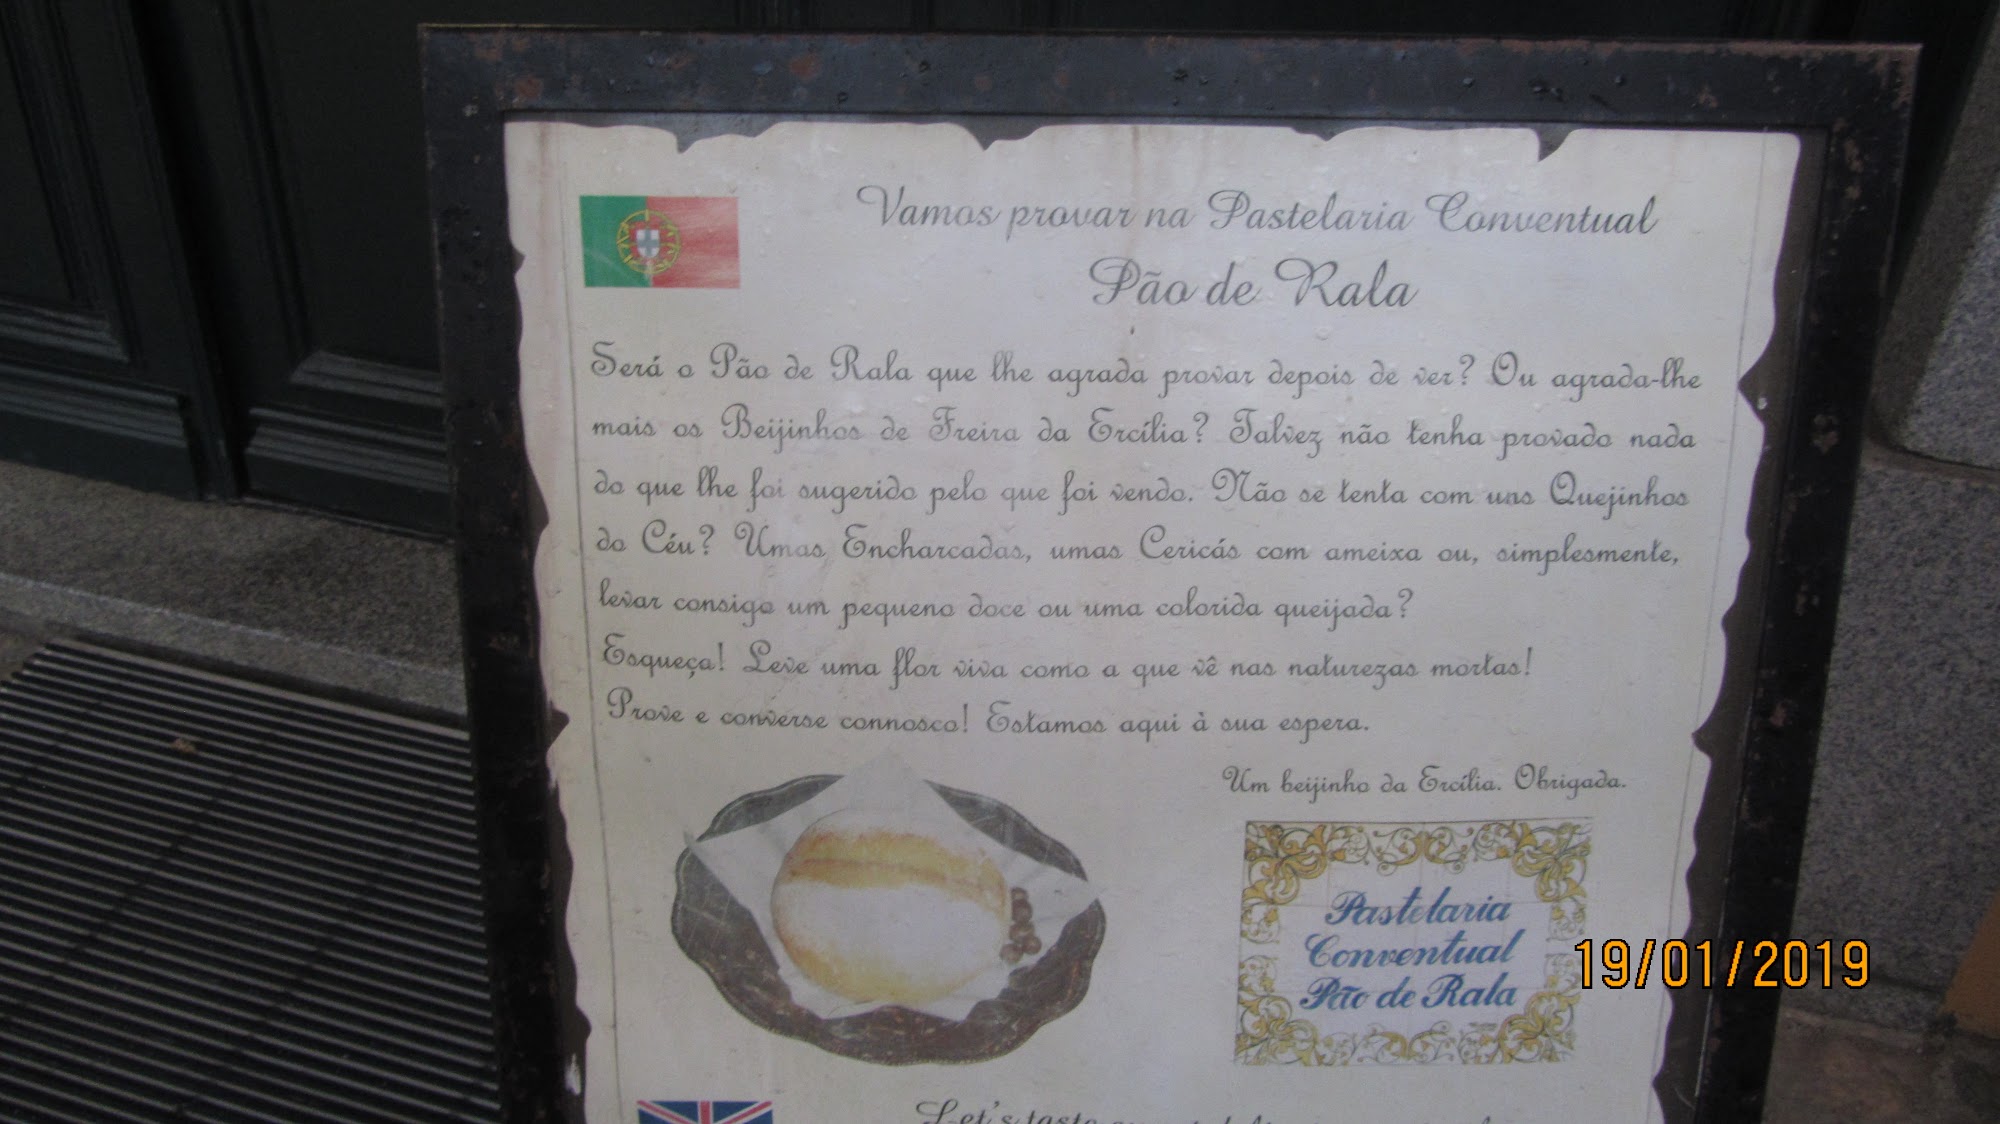 Vamos provar na Pastelaria Conventual
Pão de Rala
Será o Pão de Rala que lhe agrada provar depois de ver? Ou agrada-lhe
mais os Beijinhos de Freira da Ercília? Talvez não tenha provado nada
do que lhe foi sugerido pelo que foi vendo. Não se tenta com uns Queijinhos
do Céu? Umas Encharcadas, umas Cericás com ameixa ou, simplesmente,
levar consigo um pequeno doce ou uma colorida queijada?
Esqueça! Leve uma flor viva como a que vê nas naturezas mortas!
Prove e converse connosco! Estamos aqui à sua espera.
Um beijinho da Ercília. Obrigada.
Pastelaria
Conventual
Pão de Rala
19/01/2019
Let's taste